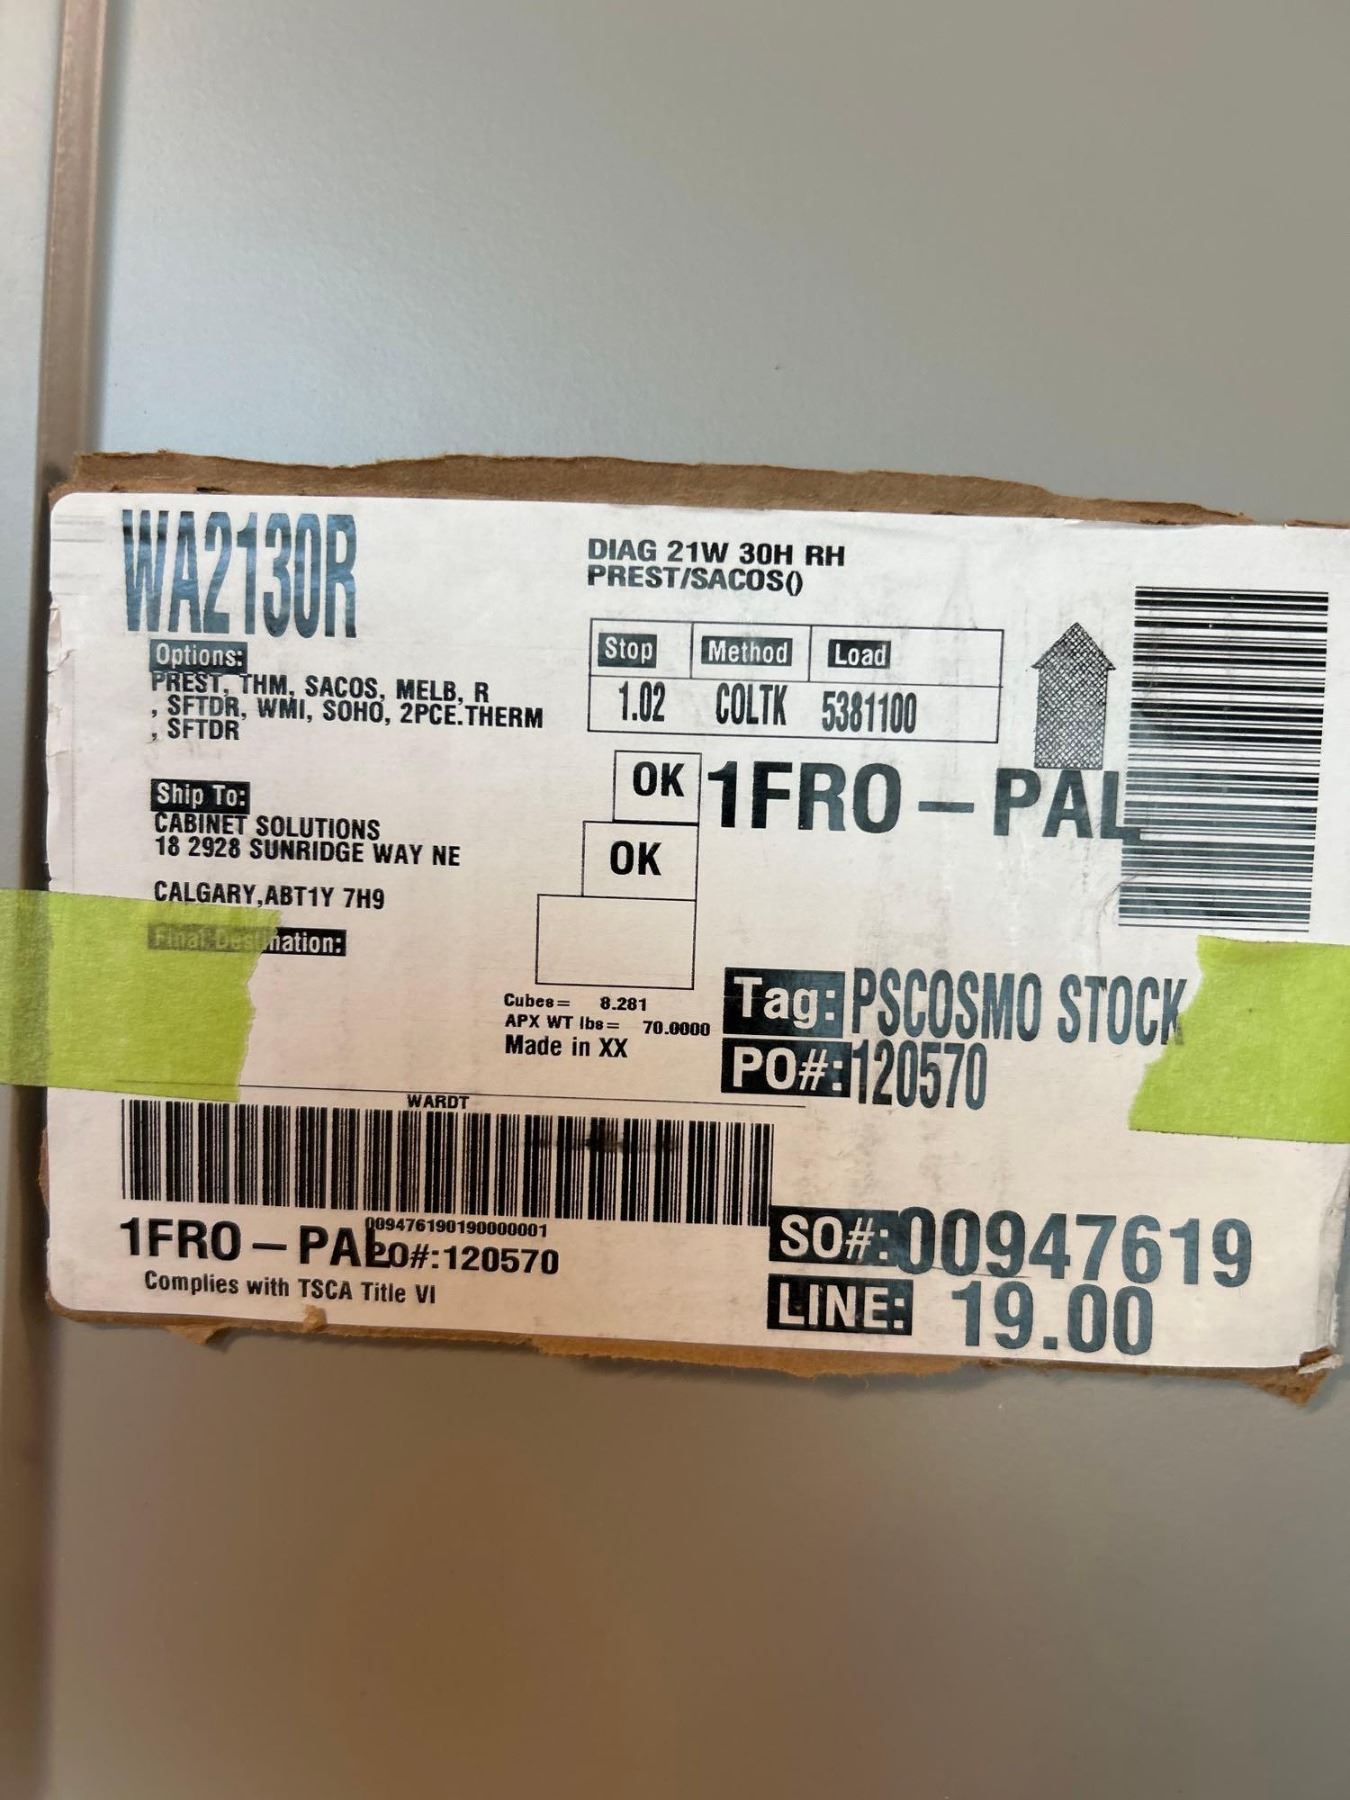 WA2130R
DIAG 21W 30H RH
PREST/SACOS()
Options:
PREST, THM, SACOS, MELB, R
, SFTDR, WMI, SOHO, 2PCE.THERM
, SFTDR
Stop Method Load
1.02 COLTK 5381100
OK
1FRO – PAL
OK
Ship To:
CABINET SOLUTIONS
18 2928 SUNRIDGE WAY NE
CALGARY,ABT1Y 7H9
Final Destination:
Cubes= 8.281
APX WT lbs= 70.0000
Made in XX
Tag: PSCOSMO STOCK
PO#: 120570
WARDT
009476190190000001
1FRO – PAL
PO#:120570
Complies with TSCA Title VI
SO#: 00947619
LINE: 19.00